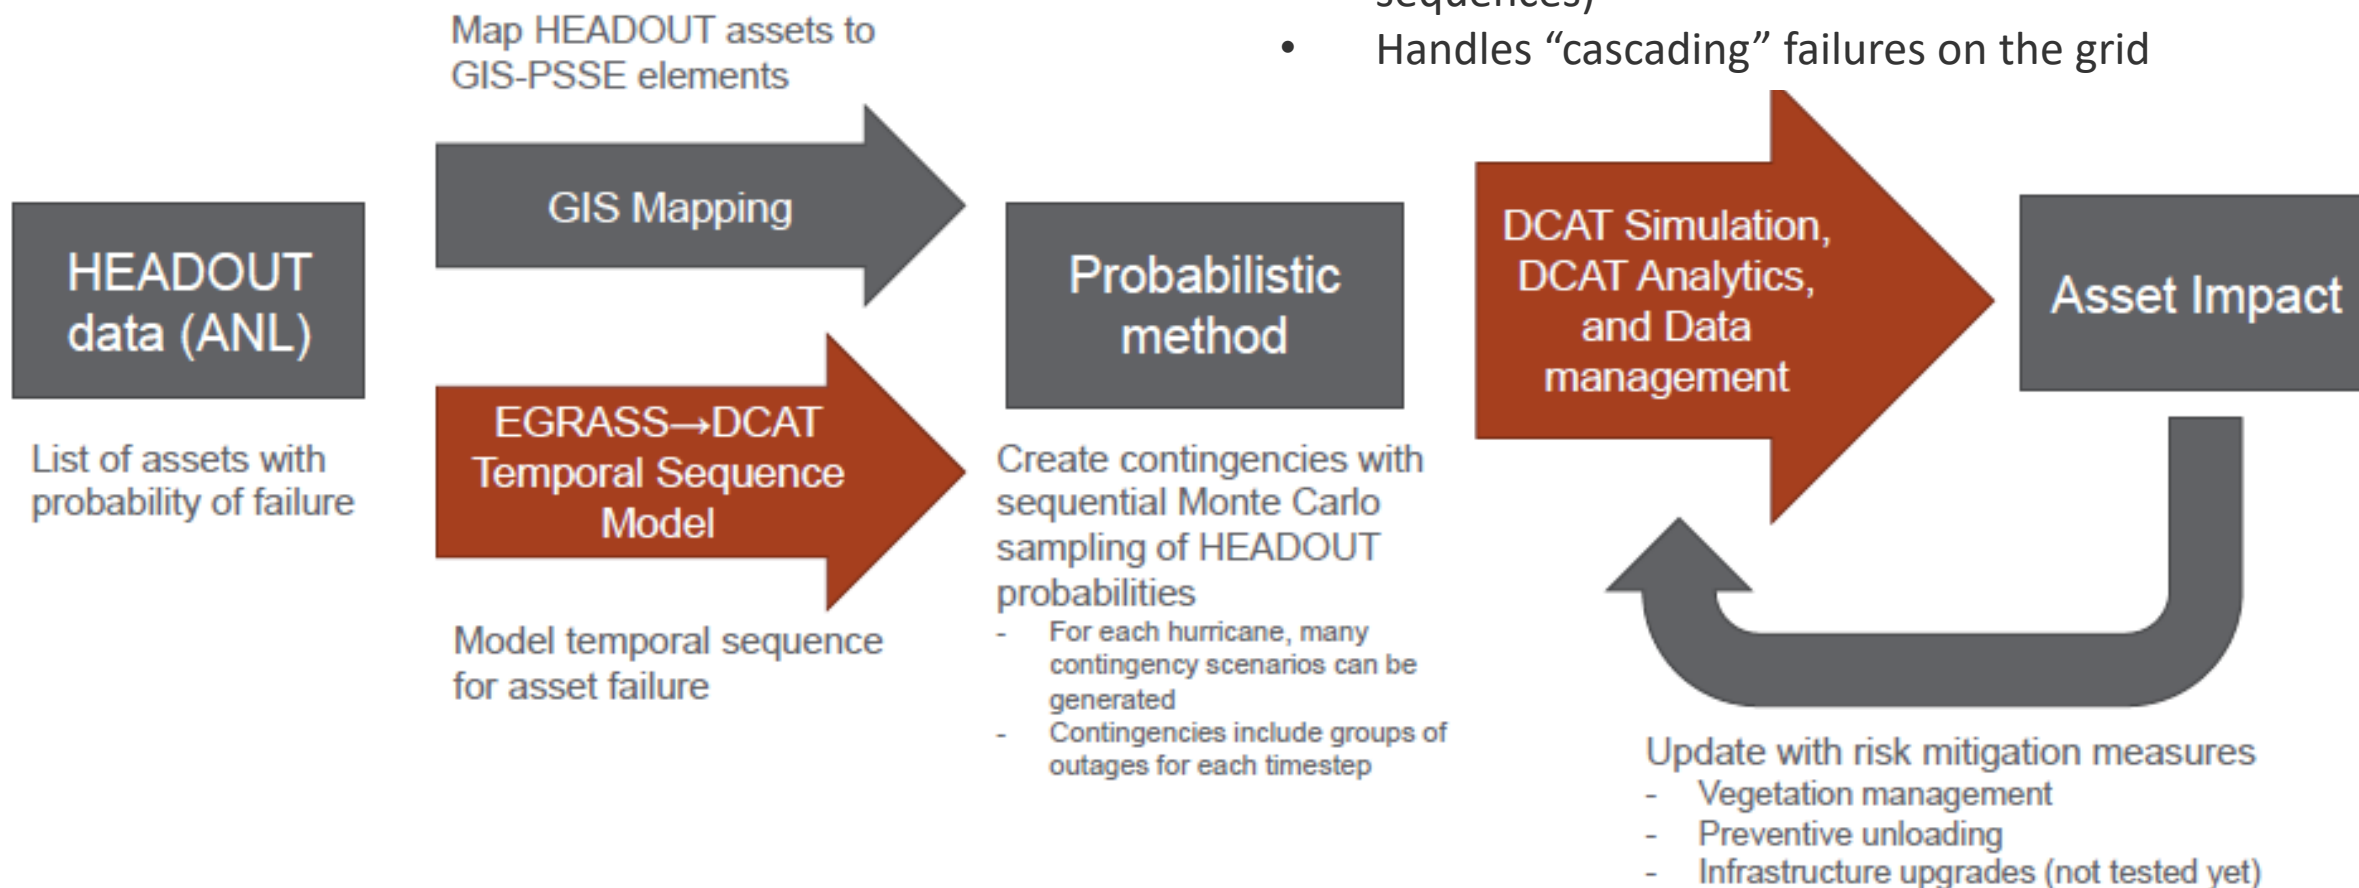 sequences)
• Handles “cascading” failures on the grid
Map HEADOUT assets to
GIS-PSSE elements
GIS Mapping
HEADOUT
data (ANL)
List of assets with
probability of failure
EGRASS→DCAT
Temporal Sequence
Model
Model temporal sequence
for asset failure
Probabilistic
method
Create contingencies with
sequential Monte Carlo
sampling of HEADOUT
probabilities
- For each hurricane, many
contingency scenarios can be
generated
- Contingencies include groups of
outages for each timestep
DCAT Simulation,
DCAT Analytics,
and Data
management
Asset Impact
Update with risk mitigation measures
- Vegetation management
- Preventive unloading
- Infrastructure upgrades (not tested yet)